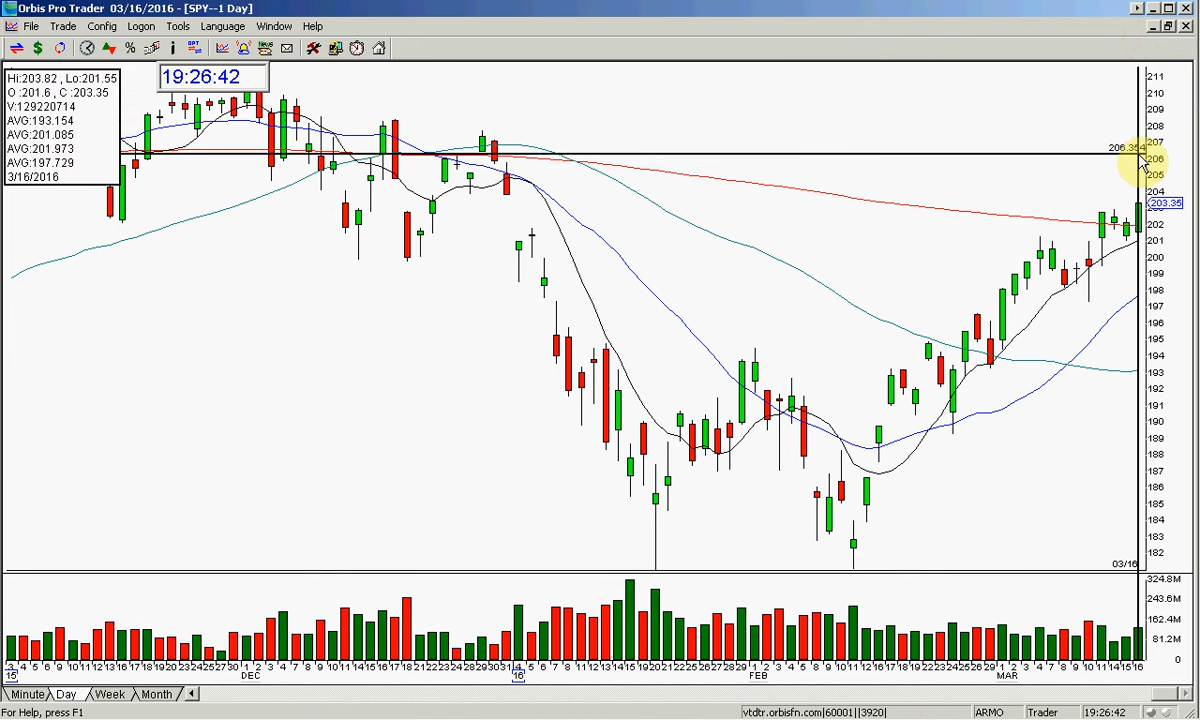 Orbis Pro Trader 03/16/2016 - [SPY--1 Day]
File Trade Config Logon Tools Language Window Help
19:26:42
Hi:203.82 , Lo:201.55
O :201.6 , C :203.35
V:129220714
AVG:193.154
AVG:201.085
AVG:201.973
AVG:197.729
3/16/2016
211
210
209
208
207
206
205
204
203.35
202
201
200
199
198
197
196
195
194
193
192
191
190
189
188
187
186
185
184
183
182
03/16
324.8M
243.6M
162.4M
81.2M
0
15 DEC 16 FEB MAR
Minute Day Week Month
For Help, press F1 vtdtr.orbisfn.com|60001||3920| ARMO Trader 19:26:42